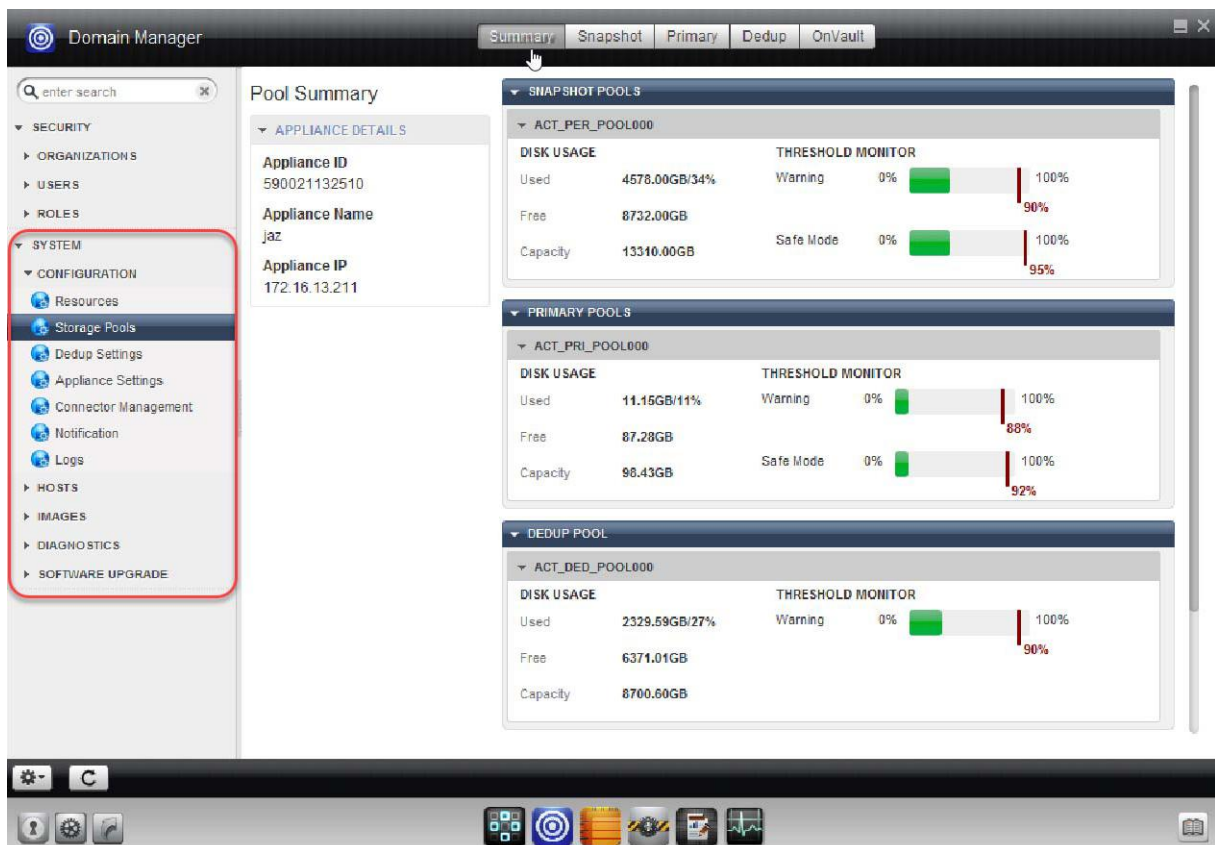 Domain Manager
Summary Snapshot Primary Dedup OnVault
enter search
SECURITY
ORGANIZATIONS
USERS
ROLES
SYSTEM
CONFIGURATION
Resources
Storage Pools
Dedup Settings
Appliance Settings
Connector Management
Notification
Logs
HOSTS
IMAGES
DIAGNOSTICS
SOFTWARE UPGRADE
Pool Summary
APPLIANCE DETAILS
Appliance ID
590021132510
Appliance Name
jaz
Appliance IP
172.16.13.211
SNAPSHOT POOLS
ACT_PER_POOL000
DISK USAGE THRESHOLD MONITOR
Used 4578.00GB/34% Warning 0% 100%
90%
Free 8732.00GB
Safe Mode 0% 100%
Capacity 13310.00GB
95%
PRIMARY POOLS
ACT_PRI_POOL000
DISK USAGE THRESHOLD MONITOR
Used 11.15GB/11% Warning 0% 100%
88%
Free 87.28GB
Safe Mode 0% 100%
Capacity 98.43GB
92%
DEDUP POOL
ACT_DED_POOL000
DISK USAGE THRESHOLD MONITOR
Used 2329.59GB/27% Warning 0% 100%
90%
Free 6371.01GB
Capacity 8700.60GB